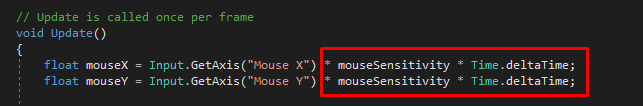 // Update is called once per frame
void Update()
{
float mouseX = Input.GetAxis("Mouse X") * mouseSensitivity * Time.deltaTime;
float mouseY = Input.GetAxis("Mouse Y") * mouseSensitivity * Time.deltaTime;